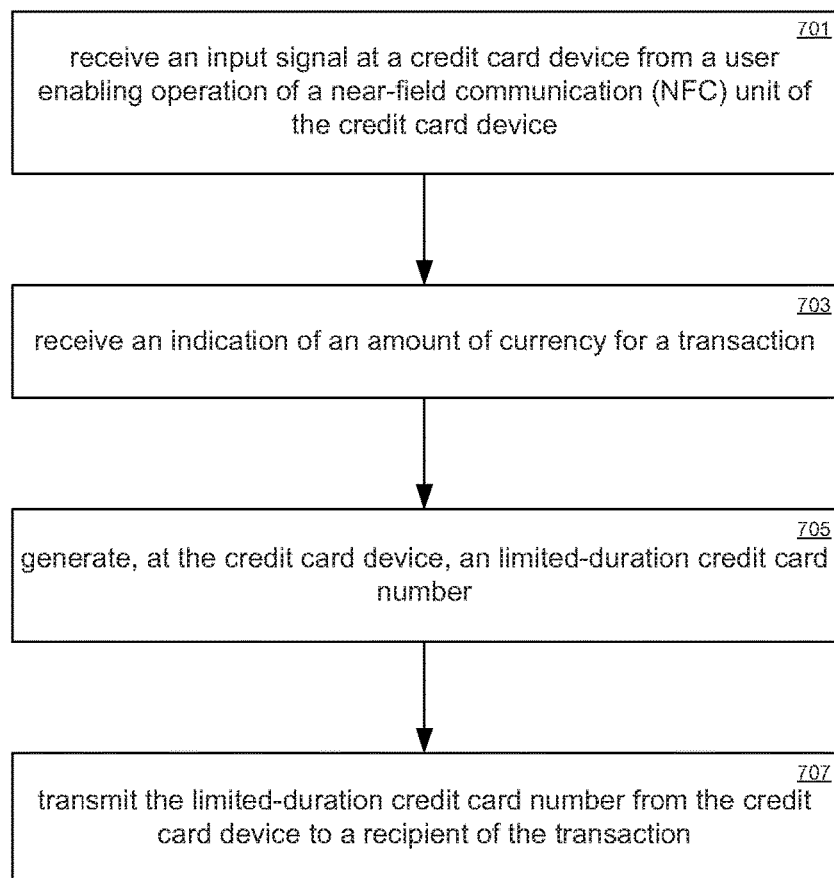 701
receive an input signal at a credit card device from a user
enabling operation of a near-field communication (NFC) unit of
the credit card device
703
receive an indication of an amount of currency for a transaction
705
generate, at the credit card device, an limited-duration credit card
number
707
transmit the limited-duration credit card number from the credit
card device to a recipient of the transaction